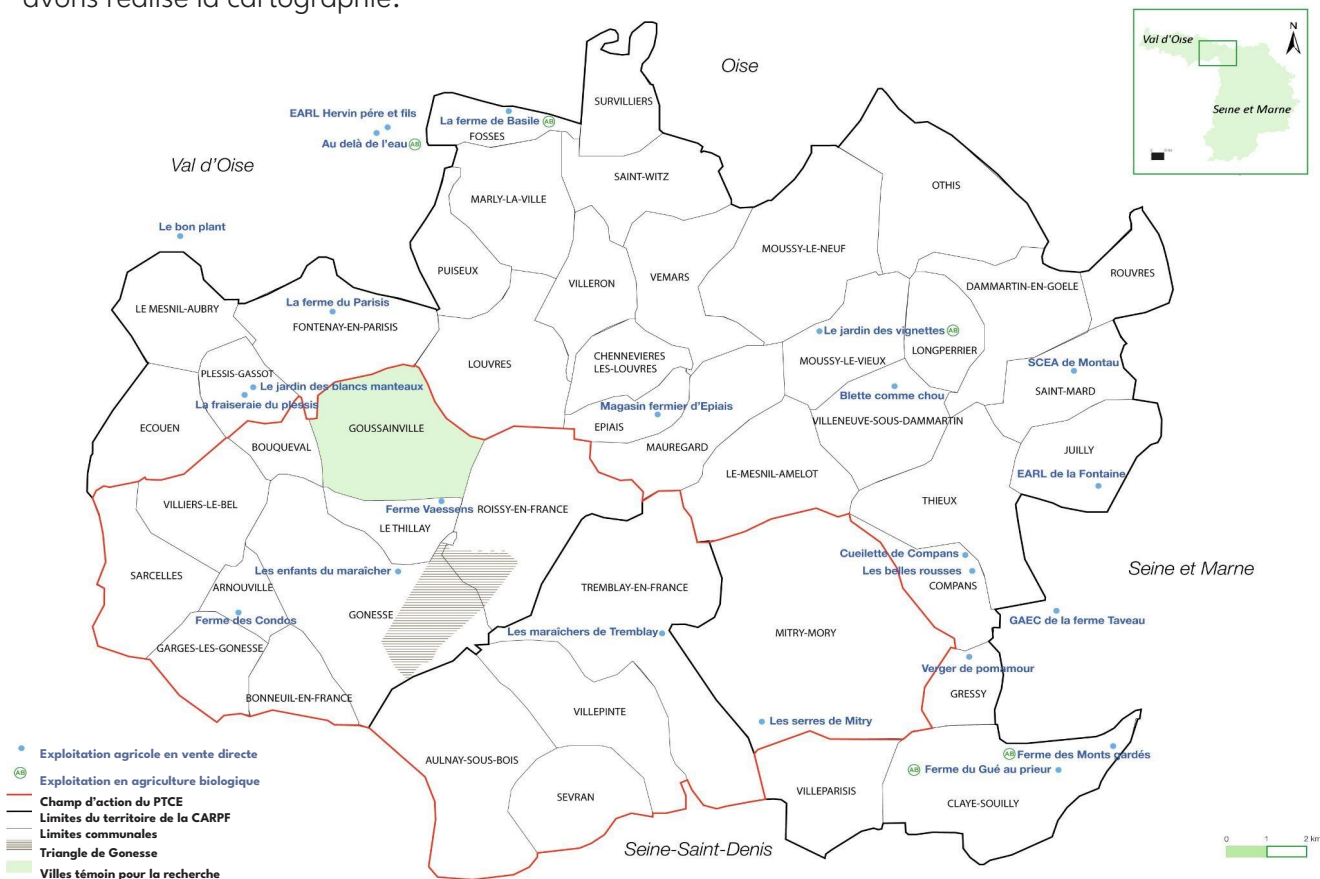 avons réalisé la cartographie.
Val d'Oise
N
Seine et Marne
Oise
SURVILLIERS
EARL Hervin pére et fils
La ferme de Basile AB
FOSSES
Au delà de l'eau AB
Val d'Oise
SAINT-WITZ
OTHIS
MARLY-LA-VILLE
Le bon plant
MOUSSY-LE-NEUF
PUISEUX
VILLERON
VEMARS
ROUVRES
DAMMARTIN-EN-GOELE
LE MESNIL-AUBRY
La ferme du Parisis
FONTENAY-EN-PARISIS
Le jardin des vignettes AB
LONGPERRIER
CHENNEVIERES
LES-LOUVRES
LOUVRES
MOUSSY-LE-VIEUX
SCEA de Montau
SAINT-MARD
PLESSIS-GASSOT
Le jardin des blancs manteaux
La fraiseraie du pléssis
Blette comme chou
Magasin fermier d'Epiais
EPIAIS
VILLENEUVE-SOUS-DAMMARTIN
ECOUEN
GOUSSAINVILLE
BOUQUEVAL
MAUREGARD
JUILLY
LE-MESNIL-AMELOT
EARL de la Fontaine
VILLIERS-LE-BEL
Ferme Vaessens
ROISSY-EN-FRANCE
THIEUX
LE THILLAY
Cueilette de Compans
Les belles rousses
COMPANS
Seine et Marne
SARCELLES
Les enfants du maraîcher
ARNOUVILLE
TREMBLAY-EN-FRANCE
GONESSE
Ferme des Condos
GAEC de la ferme Taveau
Les maraîchers de Tremblay
MITRY-MORY
GARGES-LES-GONESSE
Verger de pomamour
GRESSY
BONNEUIL-EN-FRANCE
VILLEPINTE
Les serres de Mitry
Exploitation agricole en vente directe
AULNAY-SOUS-BOIS
AB Ferme des Monts gardés
AB Ferme du Gué au prieur
AB Exploitation en agriculture biologique
VILLEPARISIS
SEVRAN
CLAYE-SOUILLY
Champ d'action du PTCE
Limites du territoire de la CARPF
Limites communales
Triangle de Gonesse
Villes témoin pour la recherche
Seine-Saint-Denis
0 1 2 km